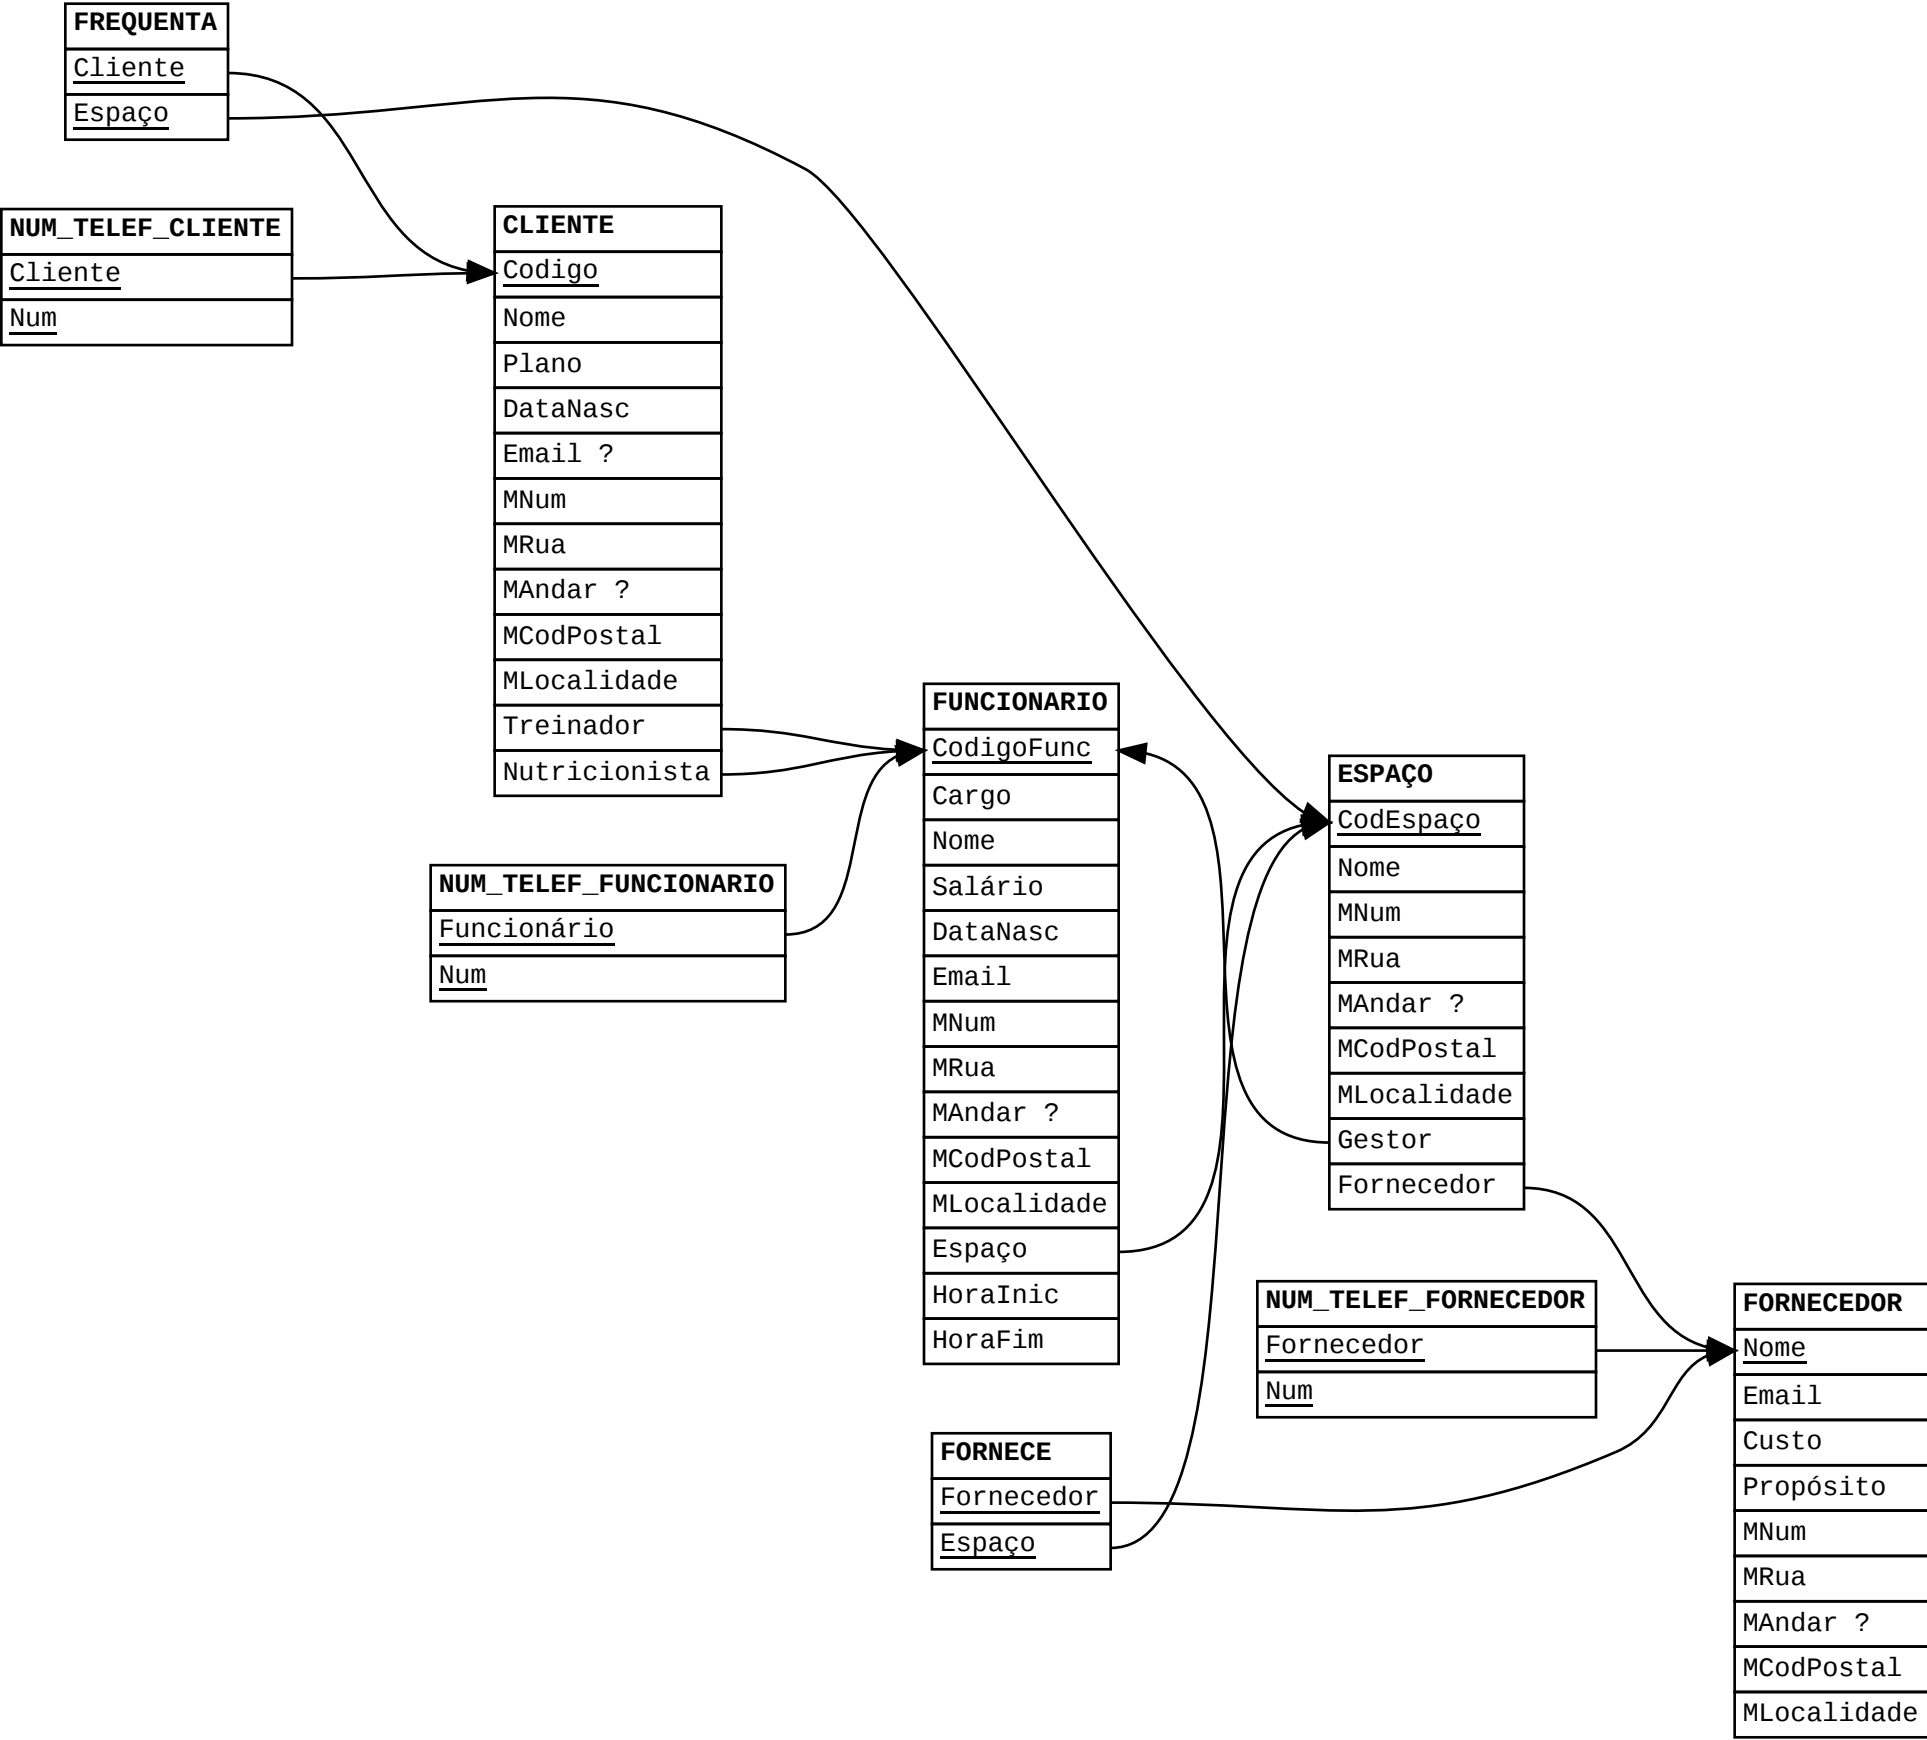 FREQUENTA
Cliente
Espaço
NUM_TELEF_CLIENTE
Cliente
Num
CLIENTE
Codigo
Nome
Plano
DataNasc
Email ?
MNum
MRua
MAndar ?
MCodPostal
MLocalidade
Treinador
Nutricionista
NUM_TELEF_FUNCIONARIO
Funcionário
Num
FUNCIONARIO
CodigoFunc
Cargo
Nome
Salário
DataNasc
Email
MNum
MRua
MAndar ?
MCodPostal
MLocalidade
Espaço
HoraInic
HoraFim
ESPAÇO
CodEspaço
Nome
MNum
MRua
MAndar ?
MCodPostal
MLocalidade
Gestor
Fornecedor
NUM_TELEF_FORNECEDOR
Fornecedor
Num
FORNECE
Fornecedor
Espaço
FORNECEDOR
Nome
Email
Custo
Propósito
MNum
MRua
MAndar ?
MCodPostal
MLocalidade